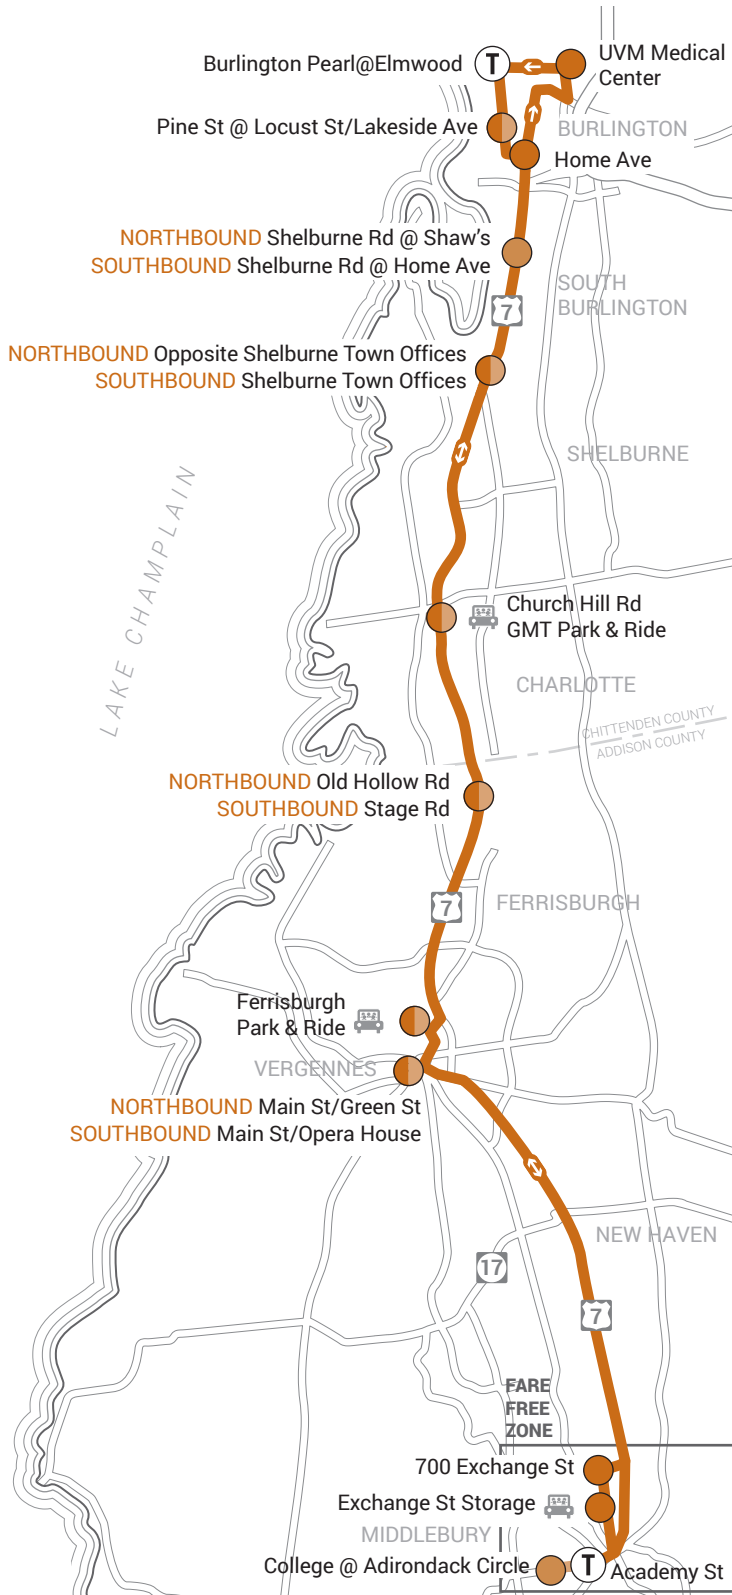 Burlington Pearl@Elmwood
T
UVM Medical
Center
Pine St @ Locust St/Lakeside Ave
BURLINGTON
Home Ave
NORTHBOUND Shelburne Rd @ Shaw's
SOUTHBOUND Shelburne Rd @ Home Ave
SOUTH
BURLINGTON
7
NORTHBOUND Opposite Shelburne Town Offices
SOUTHBOUND Shelburne Town Offices
SHELBURNE
LAKE CHAMPLAIN
Church Hill Rd
GMT Park & Ride
CHARLOTTE
CHITTENDEN COUNTY
ADDISON COUNTY
NORTHBOUND Old Hollow Rd
SOUTHBOUND Stage Rd
7
FERRISBURGH
Ferrisburgh
Park & Ride
VERGENNES
NORTHBOUND Main St/Green St
SOUTHBOUND Main St/Opera House
NEW HAVEN
17
7
FARE
FREE
ZONE
700 Exchange St
Exchange St Storage
MIDDLEBURY
College @ Adirondack Circle
T
Academy St